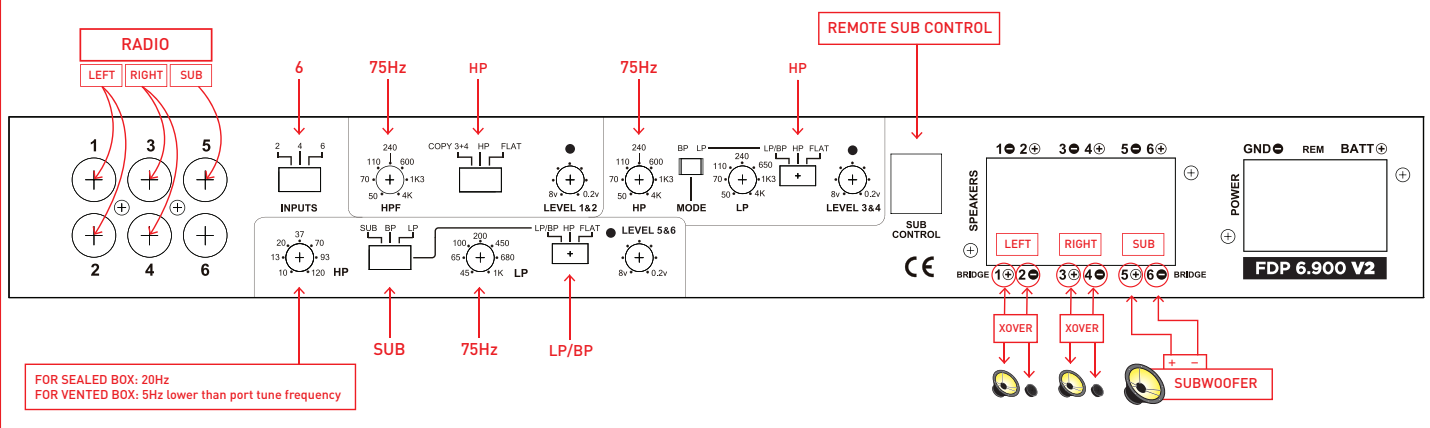 REMOTE SUB CONTROL
RADIO
LEFT RIGHT SUB
6
75Hz
HP
75Hz
HP
1 3 5
2 4 6
2 4 6
INPUTS
COPY 3+4 HP FLAT
240
110 600
70 1K3
50 4K
HPF
8v 0.2v
LEVEL 1&2
240
110 600
70 1K3
50 4K
HP
BP LP
MODE
240
110 650
70 1K3
50 4K
LP
LP/BP HP FLAT
8v 0.2v
LEVEL 3&4
SUB
CONTROL
CE
37
20 70
13 93
10 120
HP
SUB BP LP
200
100 450
65 680
45 1K
LP
LP/BP HP FLAT
LEVEL 5&6
8v 0.2v
SPEAKERS
1⊖ 2⊕ 3⊖ 4⊕ 5⊖ 6⊕
LEFT RIGHT SUB
BRIDGE 1⊕ 2⊖ 3⊕ 4⊖ 5⊕ 6⊖ BRIDGE
GND⊖ REM BATT⊕
POWER
FDP 6.900 V2
SUB
75Hz
LP/BP
XOVER
XOVER
+ −
SUBWOOFER
FOR SEALED BOX: 20Hz
FOR VENTED BOX: 5Hz lower than port tune frequency